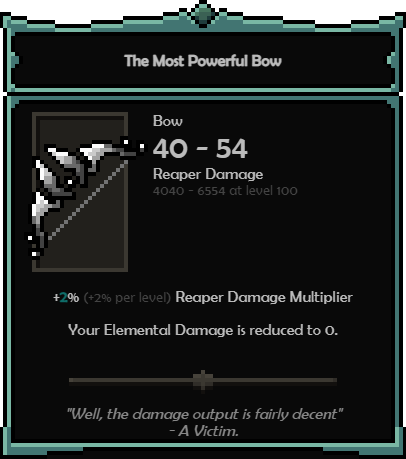 The Most Powerful Bow
Bow
40 - 54
Reaper Damage
4040 - 6554 at level 100
+2% (+2% per level) Reaper Damage Multiplier
Your Elemental Damage is reduced to 0.
"Well, the damage output is fairly decent"
- A Victim.